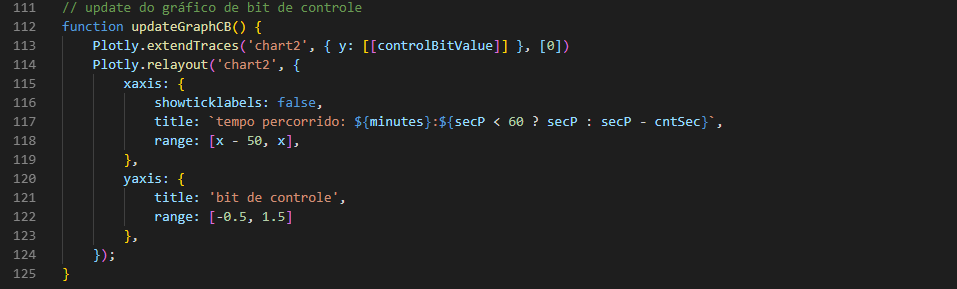 111 // update do gráfico de bit de controle
112 function updateGraphCB() {
113 Plotly.extendTraces('chart2', { y: [[controlBitValue]] }, [0])
114 Plotly.relayout('chart2', {
115 xaxis: {
116 showticklabels: false,
117 title: `tempo percorrido: ${minutes}:${secP < 60 ? secP : secP - cntSec}`,
118 range: [x - 50, x],
119 },
120 yaxis: {
121 title: 'bit de controle',
122 range: [-0.5, 1.5]
123 },
124 });
125 }